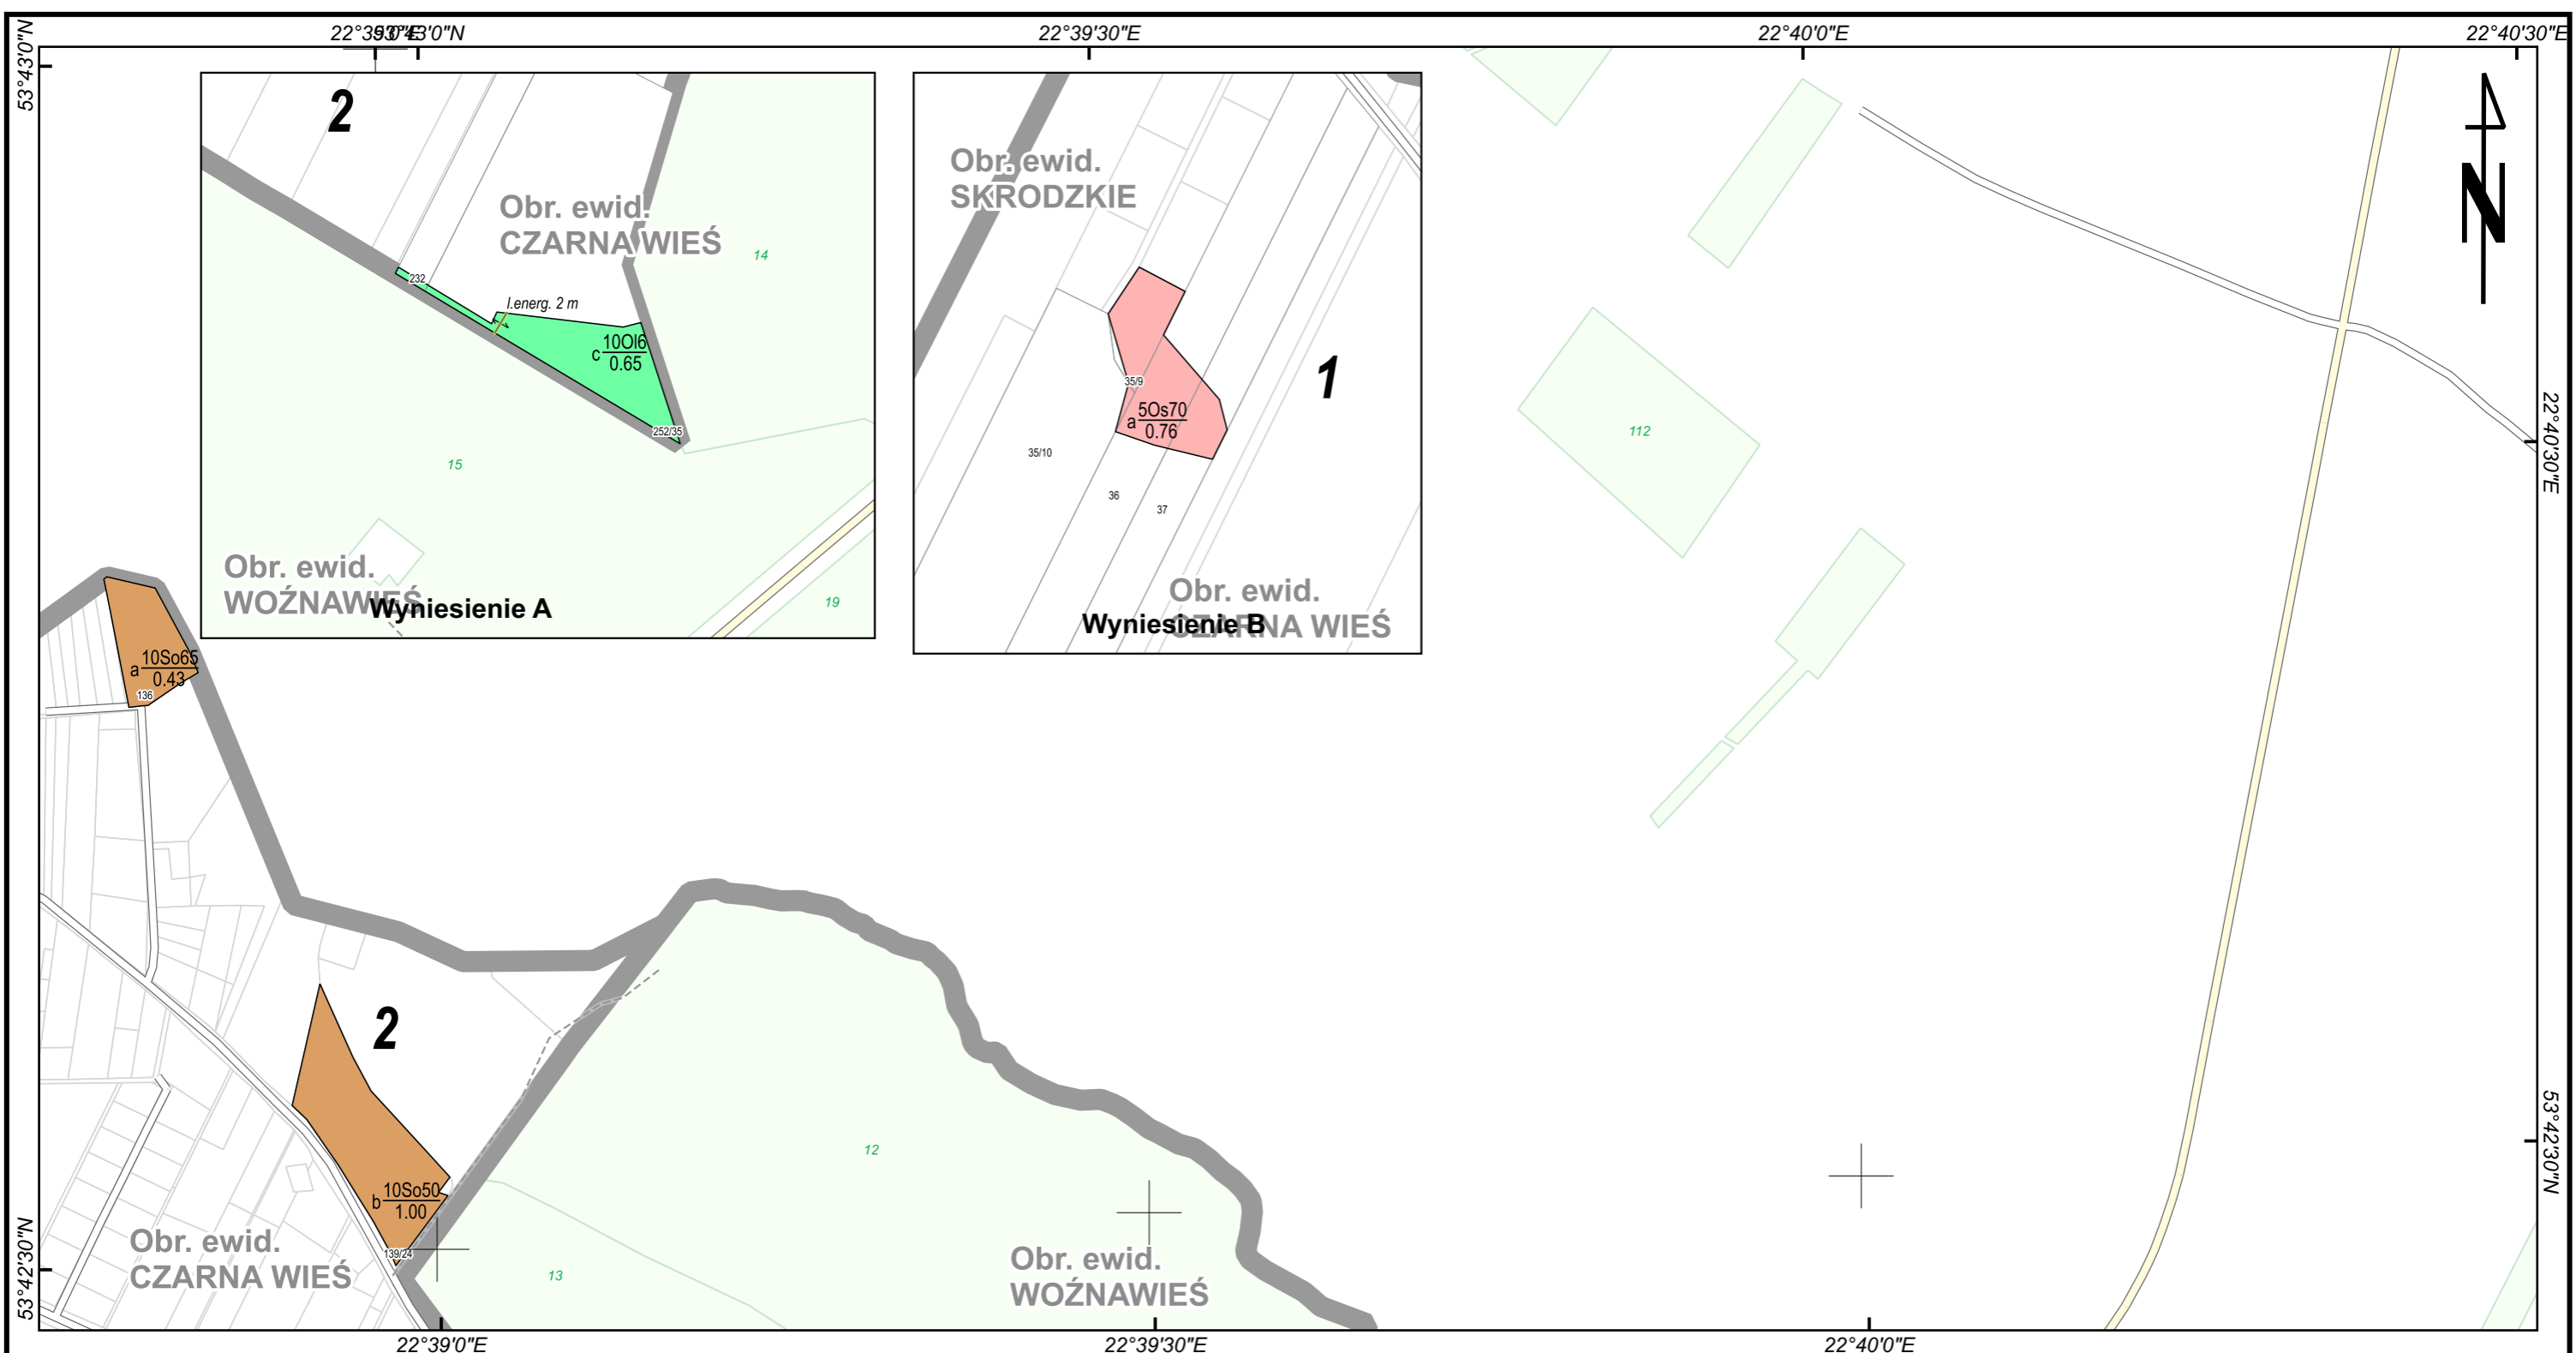 22°39'0"E
53°43'0"N
22°39'30"E
22°40'0"E
22°40'30"E
53°43'0"N
N
2
Obr. ewid.
CZARNA WIEŚ
14
232
l.energ. 2 m
c 10Ol6
0.65
252/35
15
Obr. ewid.
WOŹNAWIEŚ
Wyniesienie A
19
Obr. ewid.
SKRODZKIE
1
35/9
a 5Os70
0.76
35/10
36
37
Obr. ewid.
CZARNA WIEŚ
Wyniesienie B
112
22°40'30"E
a 10So65
0.43
136
2
12
b 10So50
1.00
139/24
Obr. ewid.
CZARNA WIEŚ
13
Obr. ewid.
WOŹNAWIEŚ
53°42'30"N
53°42'30"N
22°39'0"E
22°39'30"E
22°40'0"E